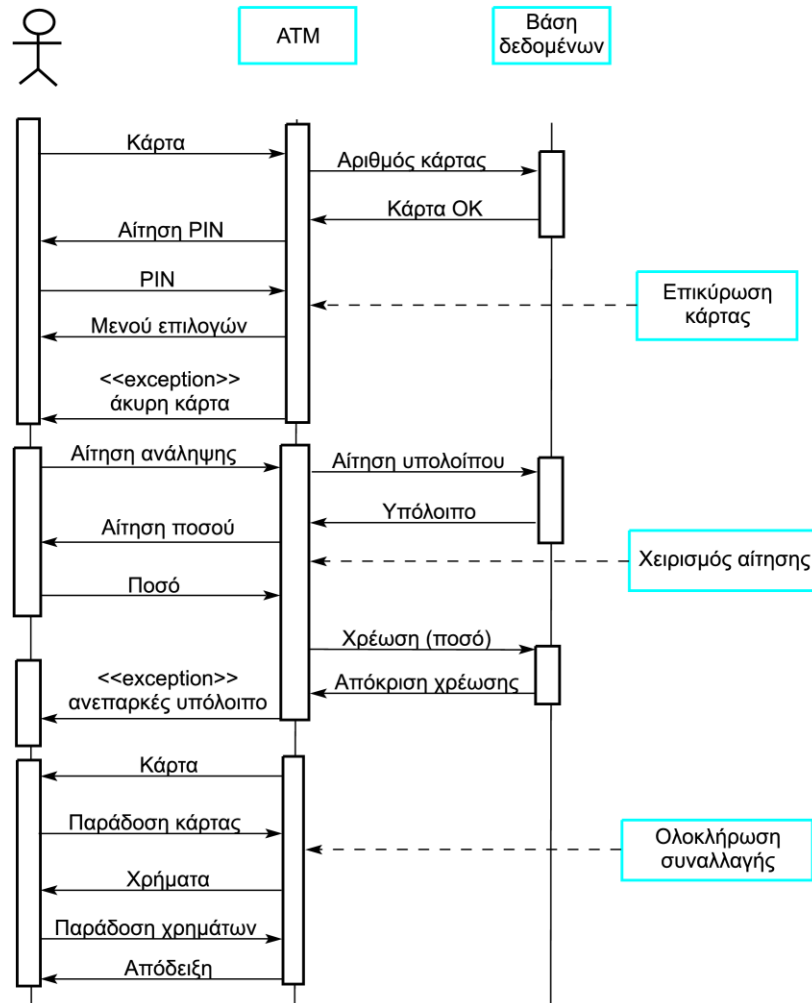 ATM
Βάση
δεδομένων
Κάρτα
Αριθμός κάρτας
Κάρτα ΟΚ
Αίτηση PIN
PIN
Επικύρωση
κάρτας
Μενού επιλογών
<<exception>>
άκυρη κάρτα
Αίτηση ανάληψης
Αίτηση υπολοίπου
Υπόλοιπο
Αίτηση ποσού
Χειρισμός αίτησης
Ποσό
Χρέωση (ποσό)
<<exception>>
ανεπαρκές υπόλοιπο
Απόκριση χρέωσης
Κάρτα
Παράδοση κάρτας
Ολοκλήρωση
συναλλαγής
Χρήματα
Παράδοση χρημάτων
Απόδειξη